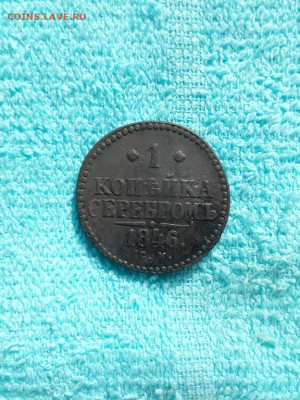 COINS.LAVE.RU
1
КОПѢЙКА
СЕРЕБРОМЪ
1846.